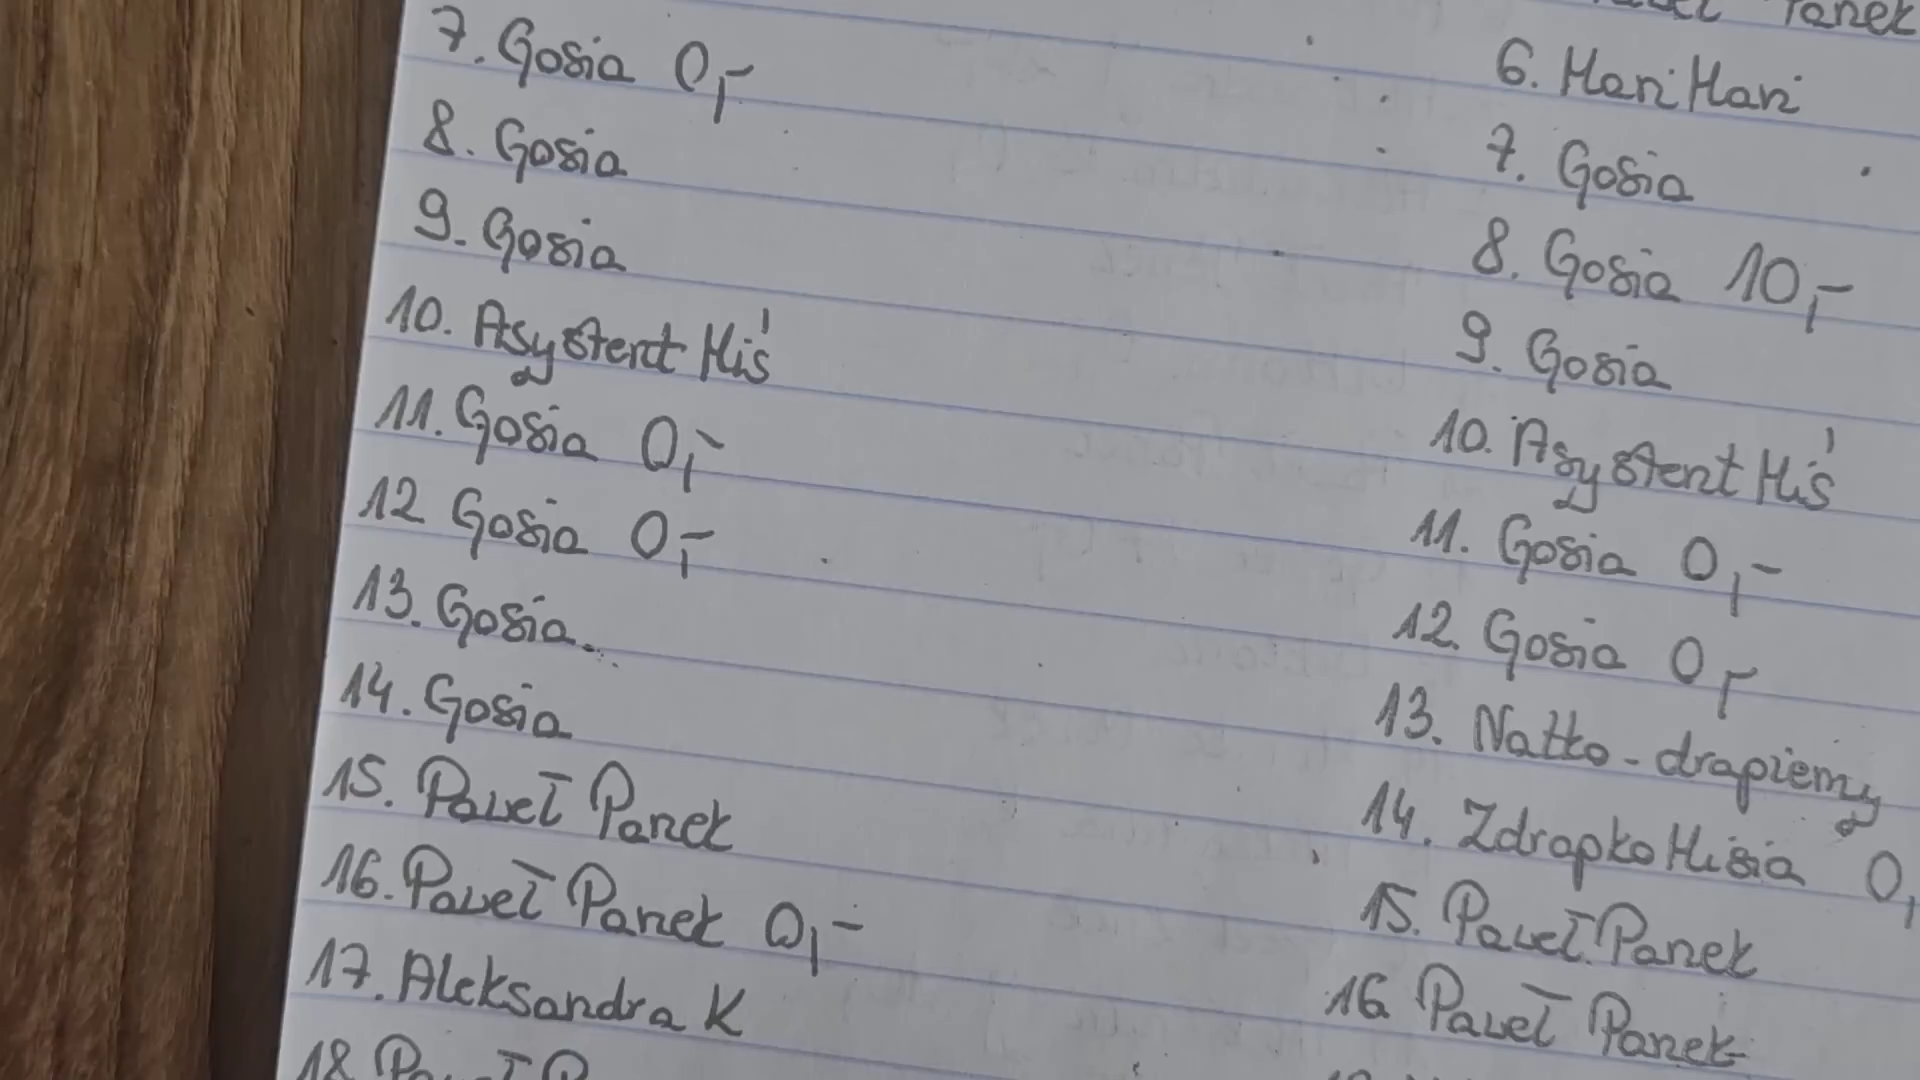 7. Gosia 0,-
8. Gosia
9. Gosia
10. Asystent Miś
11. Gosia 0,-
12 Gosia 0,-
13. Gosia
14. Gosia
15. Paweł Panek
16. Paweł Panek 0,-
17. Aleksandra K
18
Panek
6. Mari Mari
7. Gosia
8. Gosia 10,-
9. Gosia
10. Asystent Miś
11. Gosia 0,-
12. Gosia 0,-
13. Natko-drapiemy
14. Zdrapko Misia 0,
15. Paweł Panek
16 Paweł Panek